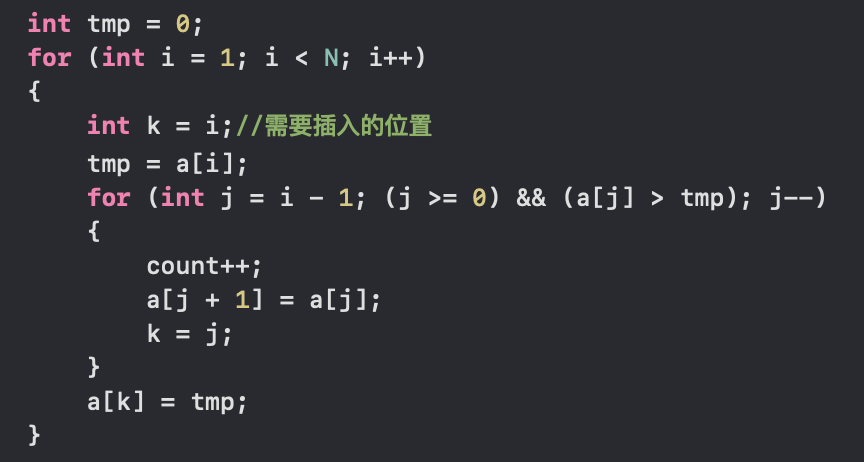 int tmp = 0;
for (int i = 1; i < N; i++)
{
    int k = i;//需要插入的位置
    tmp = a[i];
    for (int j = i - 1; (j >= 0) && (a[j] > tmp); j--)
    {
        count++;
        a[j + 1] = a[j];
        k = j;
    }
    a[k] = tmp;
}